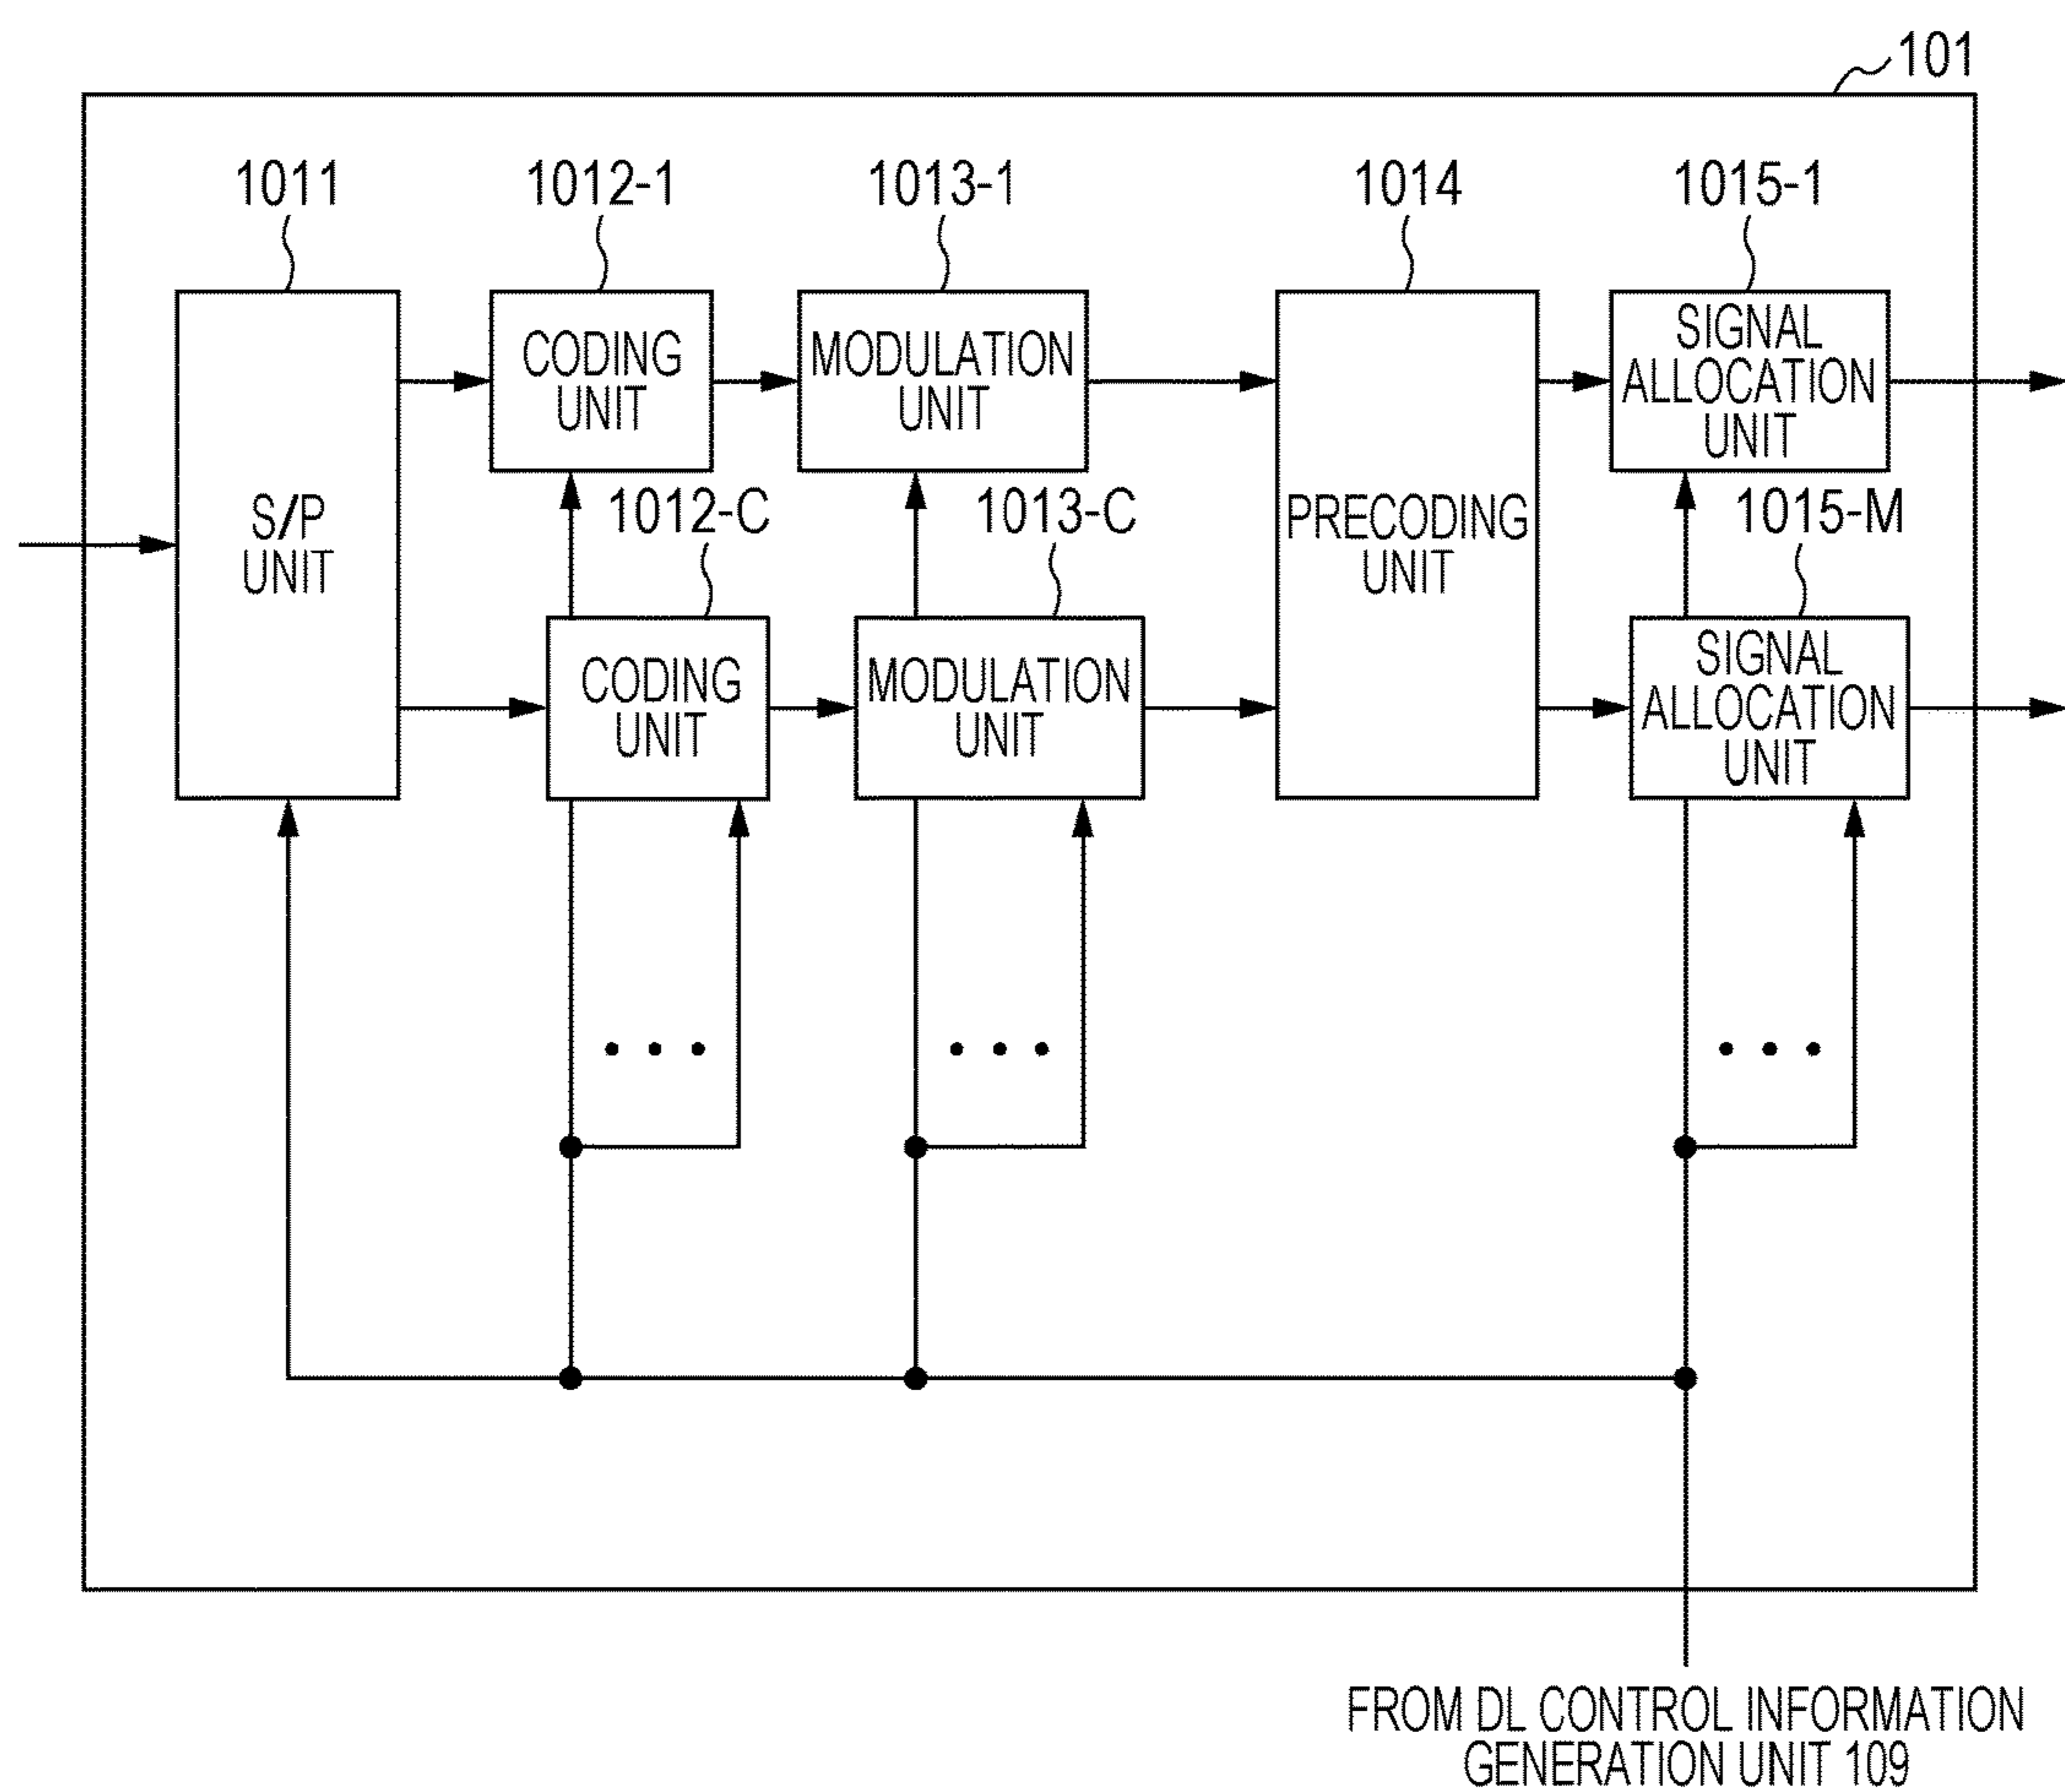 101
1011
1012-1
1013-1
1014
1015-1
S/P
UNIT
CODING
UNIT
MODULATION
UNIT
PRECODING
UNIT
SIGNAL
ALLOCATION
UNIT
1012-C
1013-C
1015-M
CODING
UNIT
MODULATION
UNIT
SIGNAL
ALLOCATION
UNIT
FROM DL CONTROL INFORMATION
GENERATION UNIT 109